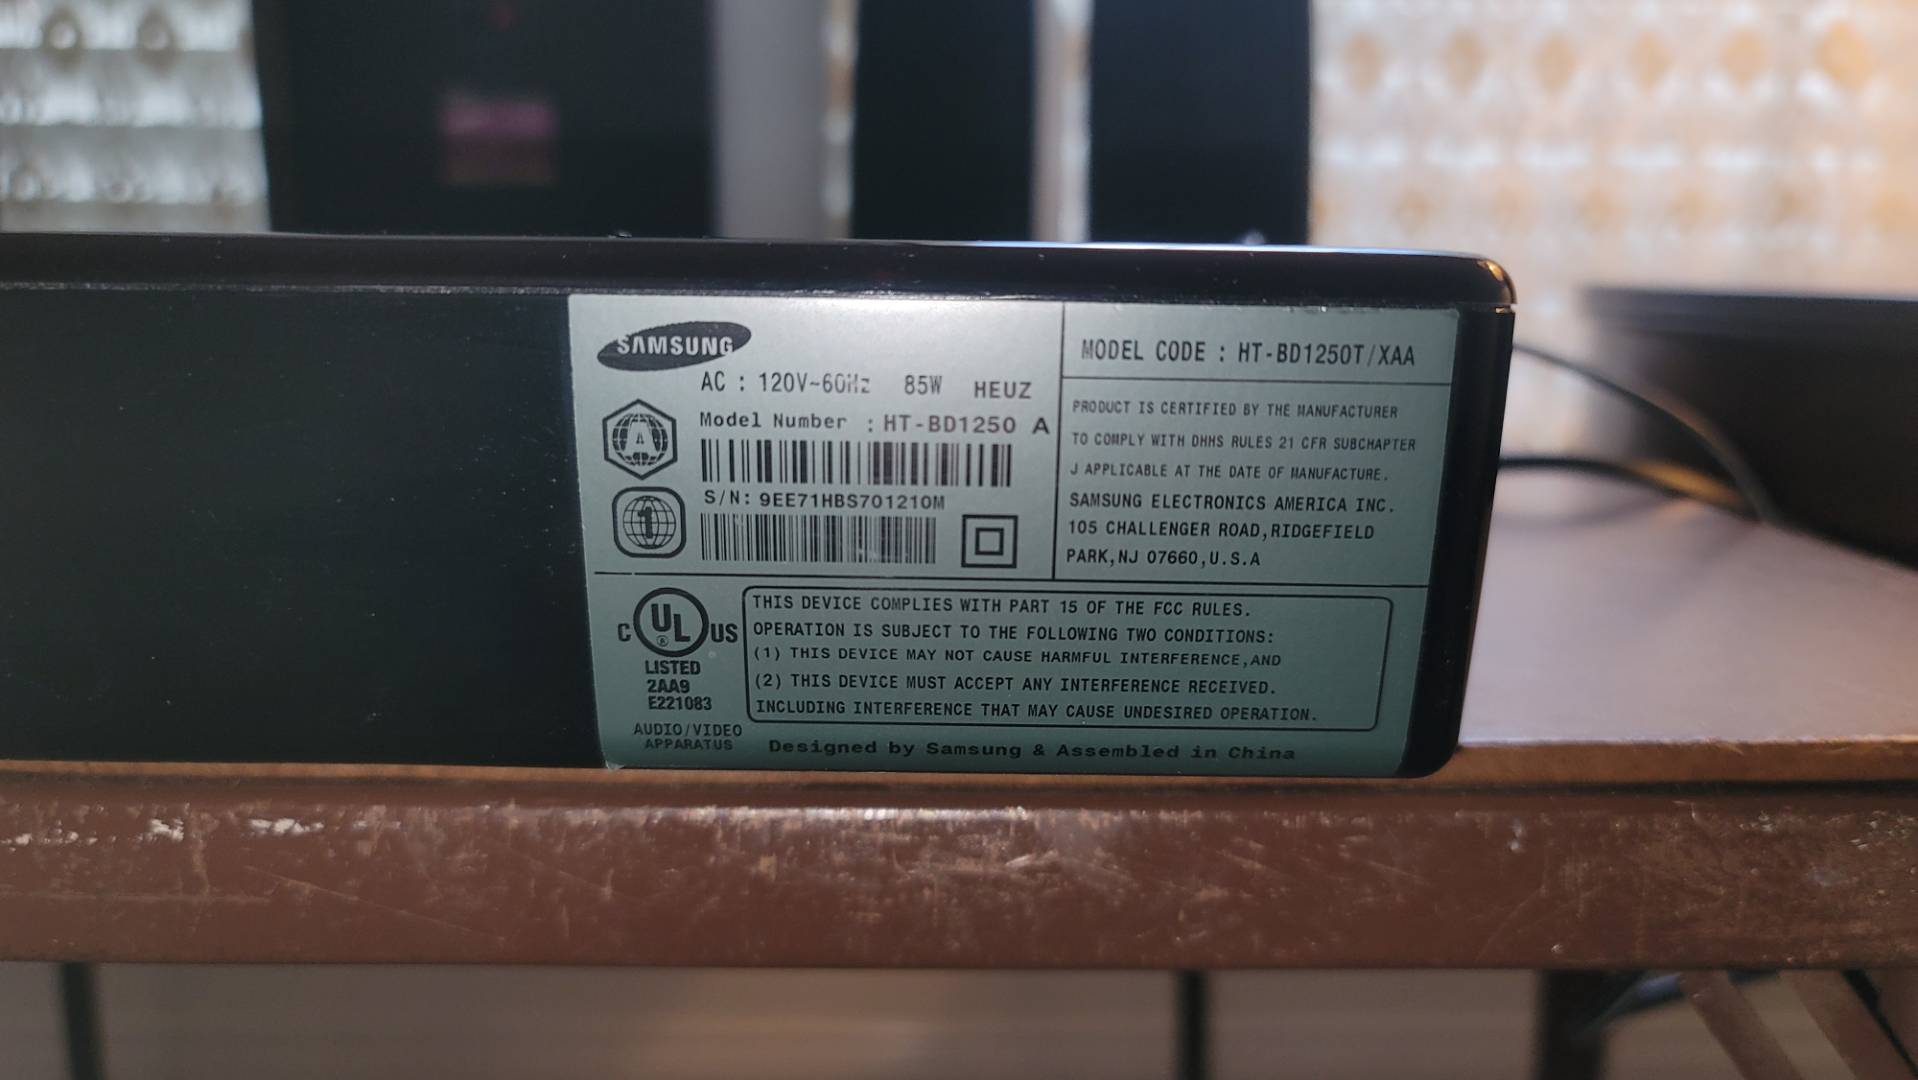 SAMSUNG
AC : 120V~60Hz 85W HEUZ
Model Number : HT-BD1250 A
A
S/N: 9EE71HBS701210M
1
MODEL CODE : HT-BD1250T/XAA
PRODUCT IS CERTIFIED BY THE MANUFACTURER
TO COMPLY WITH DHHS RULES 21 CFR SUBCHAPTER
J APPLICABLE AT THE DATE OF MANUFACTURE.
SAMSUNG ELECTRONICS AMERICA INC.
105 CHALLENGER ROAD,RIDGEFIELD
PARK,NJ 07660,U.S.A
C UL ® US
LISTED
2AA9
E221083
AUDIO/VIDEO
APPARATUS
THIS DEVICE COMPLIES WITH PART 15 OF THE FCC RULES.
OPERATION IS SUBJECT TO THE FOLLOWING TWO CONDITIONS:
(1) THIS DEVICE MAY NOT CAUSE HARMFUL INTERFERENCE,AND
(2) THIS DEVICE MUST ACCEPT ANY INTERFERENCE RECEIVED.
INCLUDING INTERFERENCE THAT MAY CAUSE UNDESIRED OPERATION.
Designed by Samsung & Assembled in China